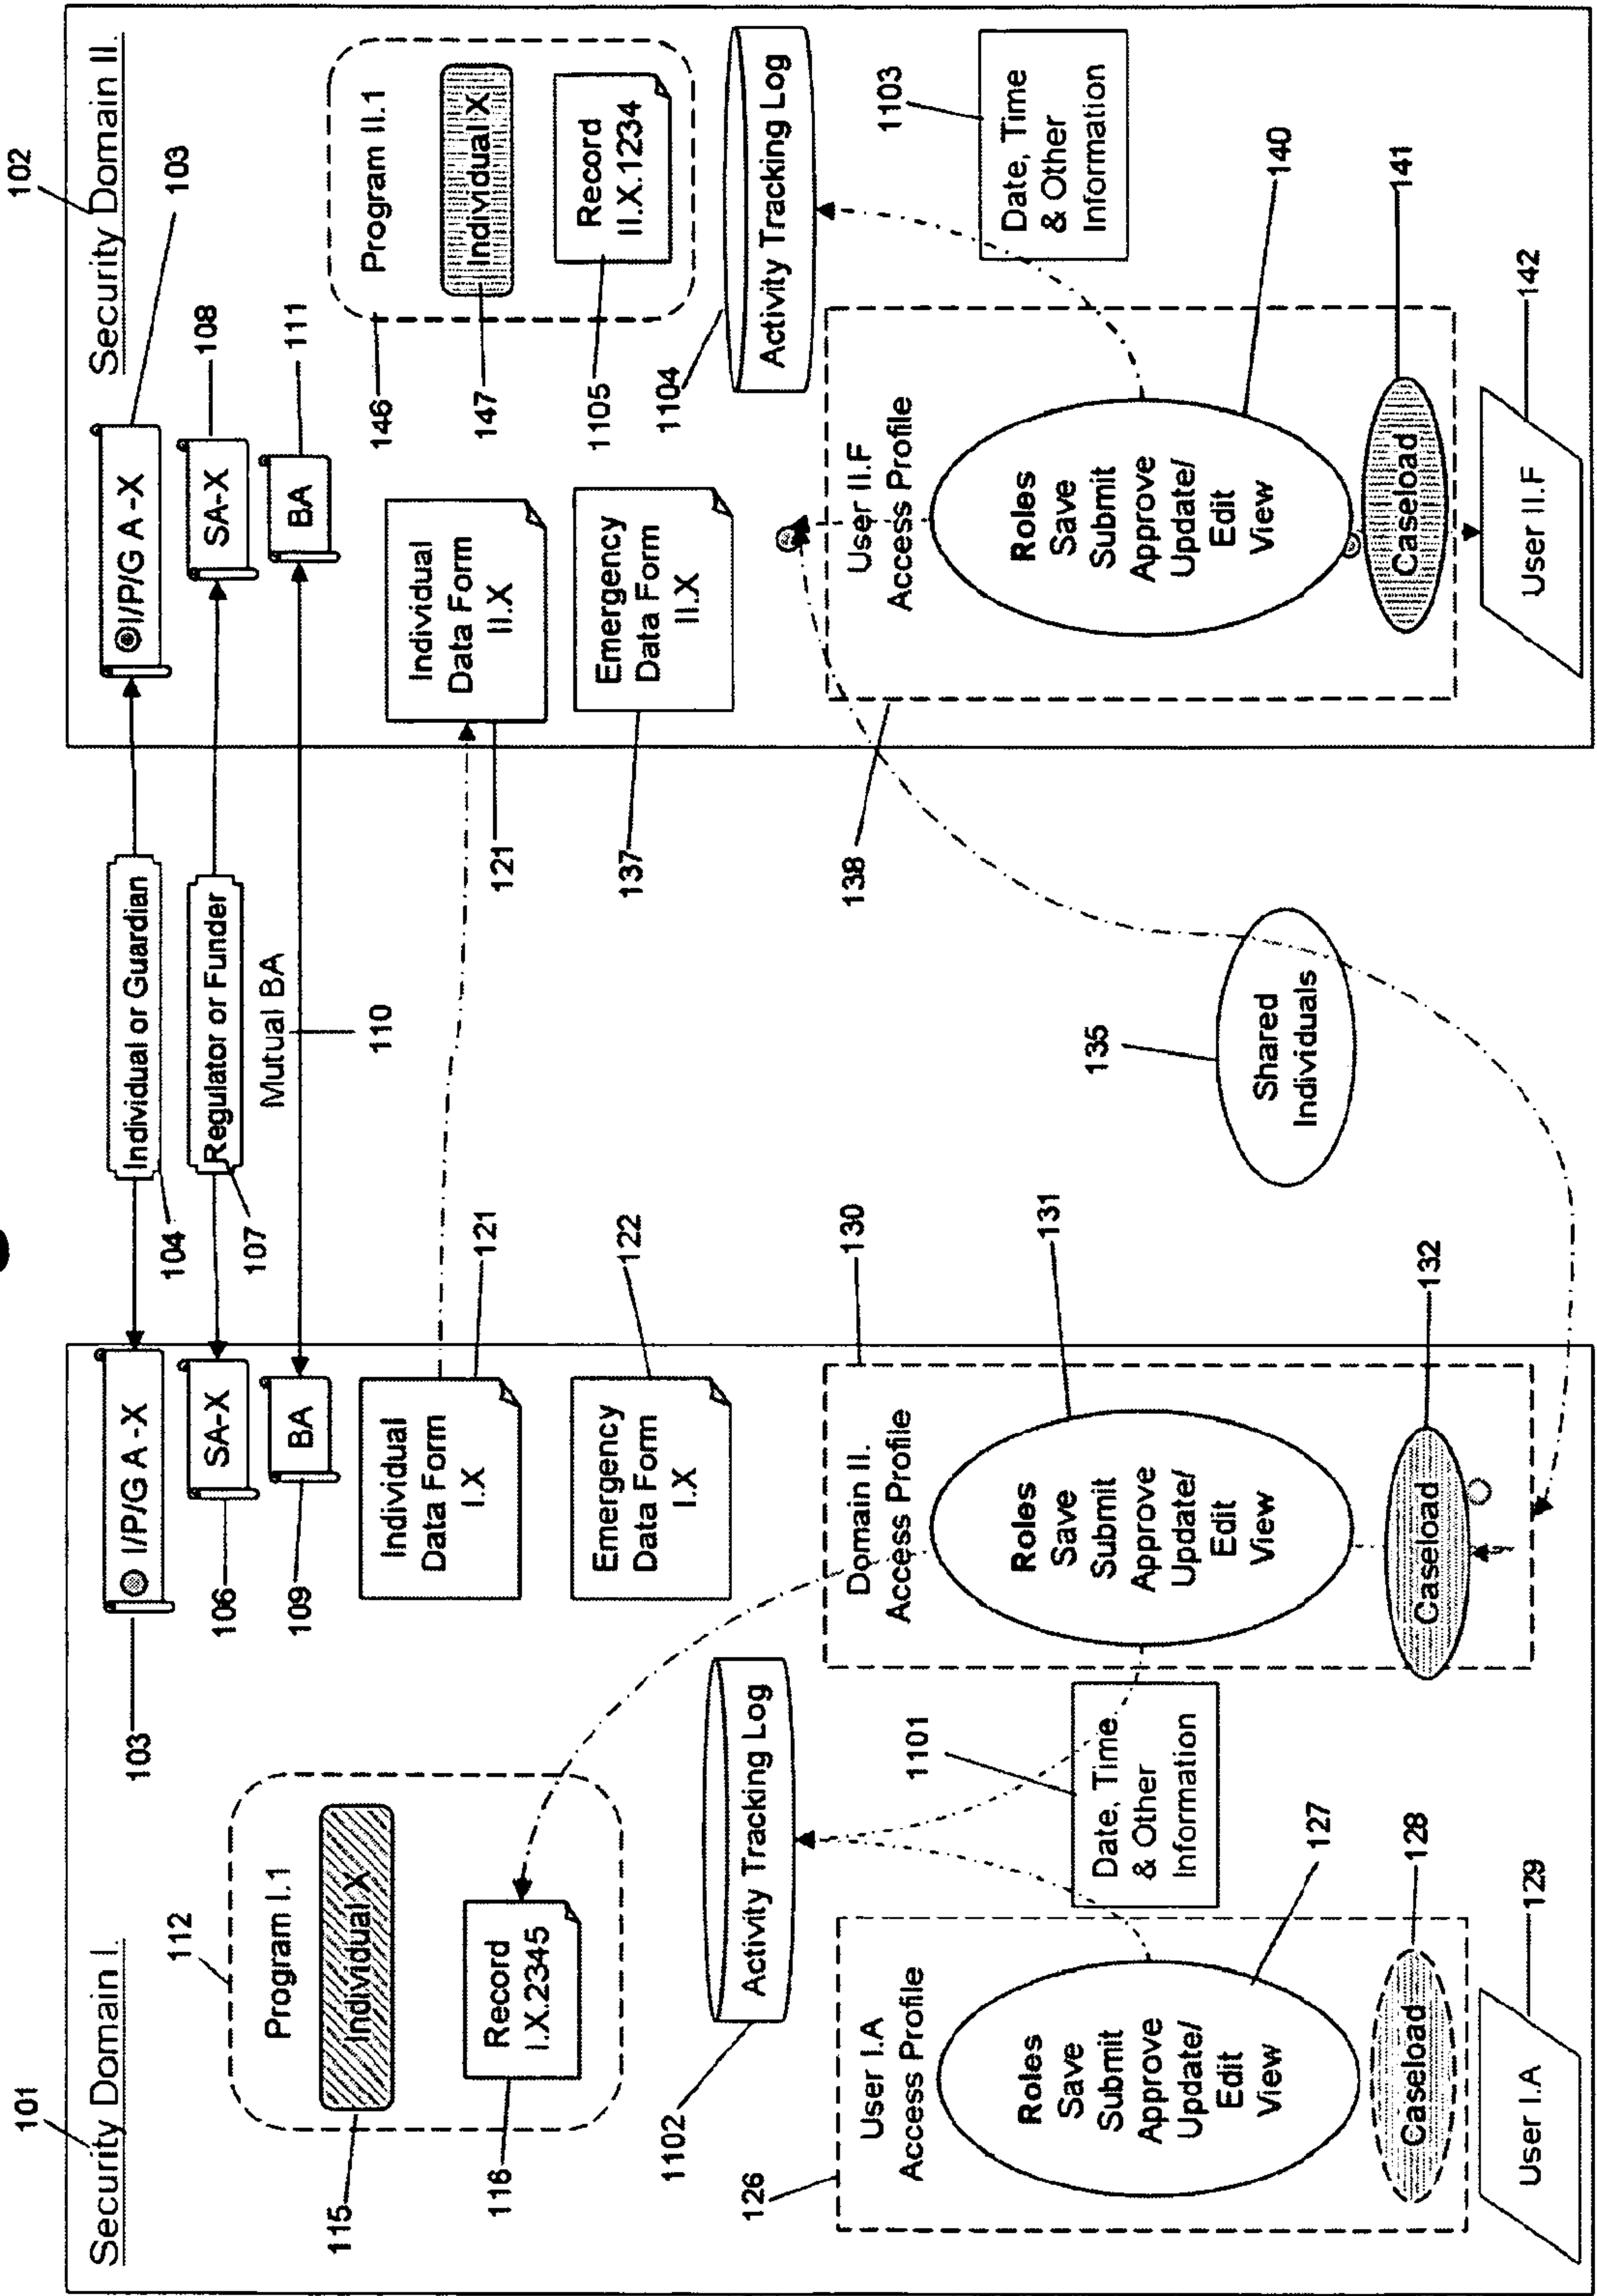 101
Security Domain I.
112
Program I.1
Individual X
115
Record
I.X.2345
116
Activity Tracking Log
1102
103
I/P/G A -X
SA-X
106
BA
109
Individual
Data Form
I.X
121
Emergency
Data Form
I.X
122
126
User I.A
Access Profile
Roles
Save
Submit
Approve
Update/
Edit
View
127
Caseload
128
User I.A
129
1101
Date, Time
& Other
Information
130
Domain II.
Access Profile
Roles
Save
Submit
Approve
Update/
Edit
View
131
Caseload
132
Individual or Guardian
104
Regulator or Funder
107
Mutual BA
110
135
Shared
Individuals
102
Security Domain II.
I/P/G A -X
103
SA-X
108
BA
111
Individual
Data Form
II.X
121
Emergency
Data Form
II.X
137
146
Program II.1
Individual X
147
Record
II.X.1234
1105
Activity Tracking Log
1104
1103
Date, Time
& Other
Information
138
User II.F
Access Profile
Roles
Save
Submit
Approve
Update/
Edit
View
140
Caseload
141
User II.F
142